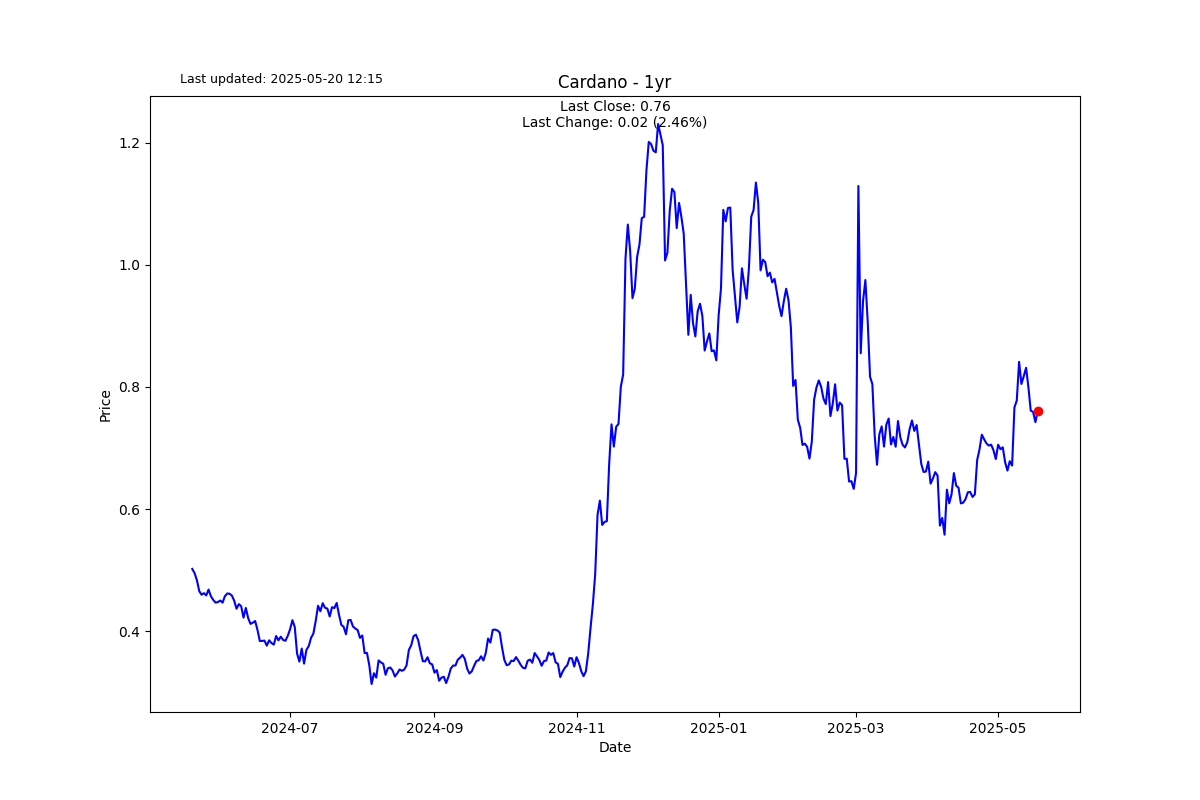 Last updated: 2025-05-20 12:15
Cardano - 1yr
Last Close: 0.76
Last Change: 0.02 (2.46%)
1.2
1.0
0.8
0.6
0.4
Price
2024-07
2024-09
2024-11
2025-01
2025-03
2025-05
Date